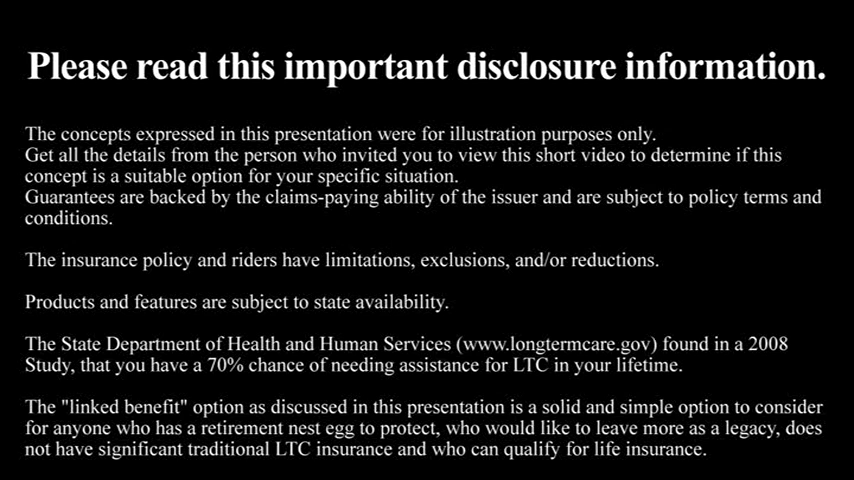 Please read this important disclosure information.
The concepts expressed in this presentation were for illustration purposes only.
Get all the details from the person who invited you to view this short video to determine if this
concept is a suitable option for your specific situation.
Guarantees are backed by the claims-paying ability of the issuer and are subject to policy terms and
conditions.
The insurance policy and riders have limitations, exclusions, and/or reductions.
Products and features are subject to state availability.
The State Department of Health and Human Services (www.longtermcare.gov) found in a 2008
Study, that you have a 70% chance of needing assistance for LTC in your lifetime.
The "linked benefit" option as discussed in this presentation is a solid and simple option to consider
for anyone who has a retirement nest egg to protect, who would like to leave more as a legacy, does
not have significant traditional LTC insurance and who can qualify for life insurance.